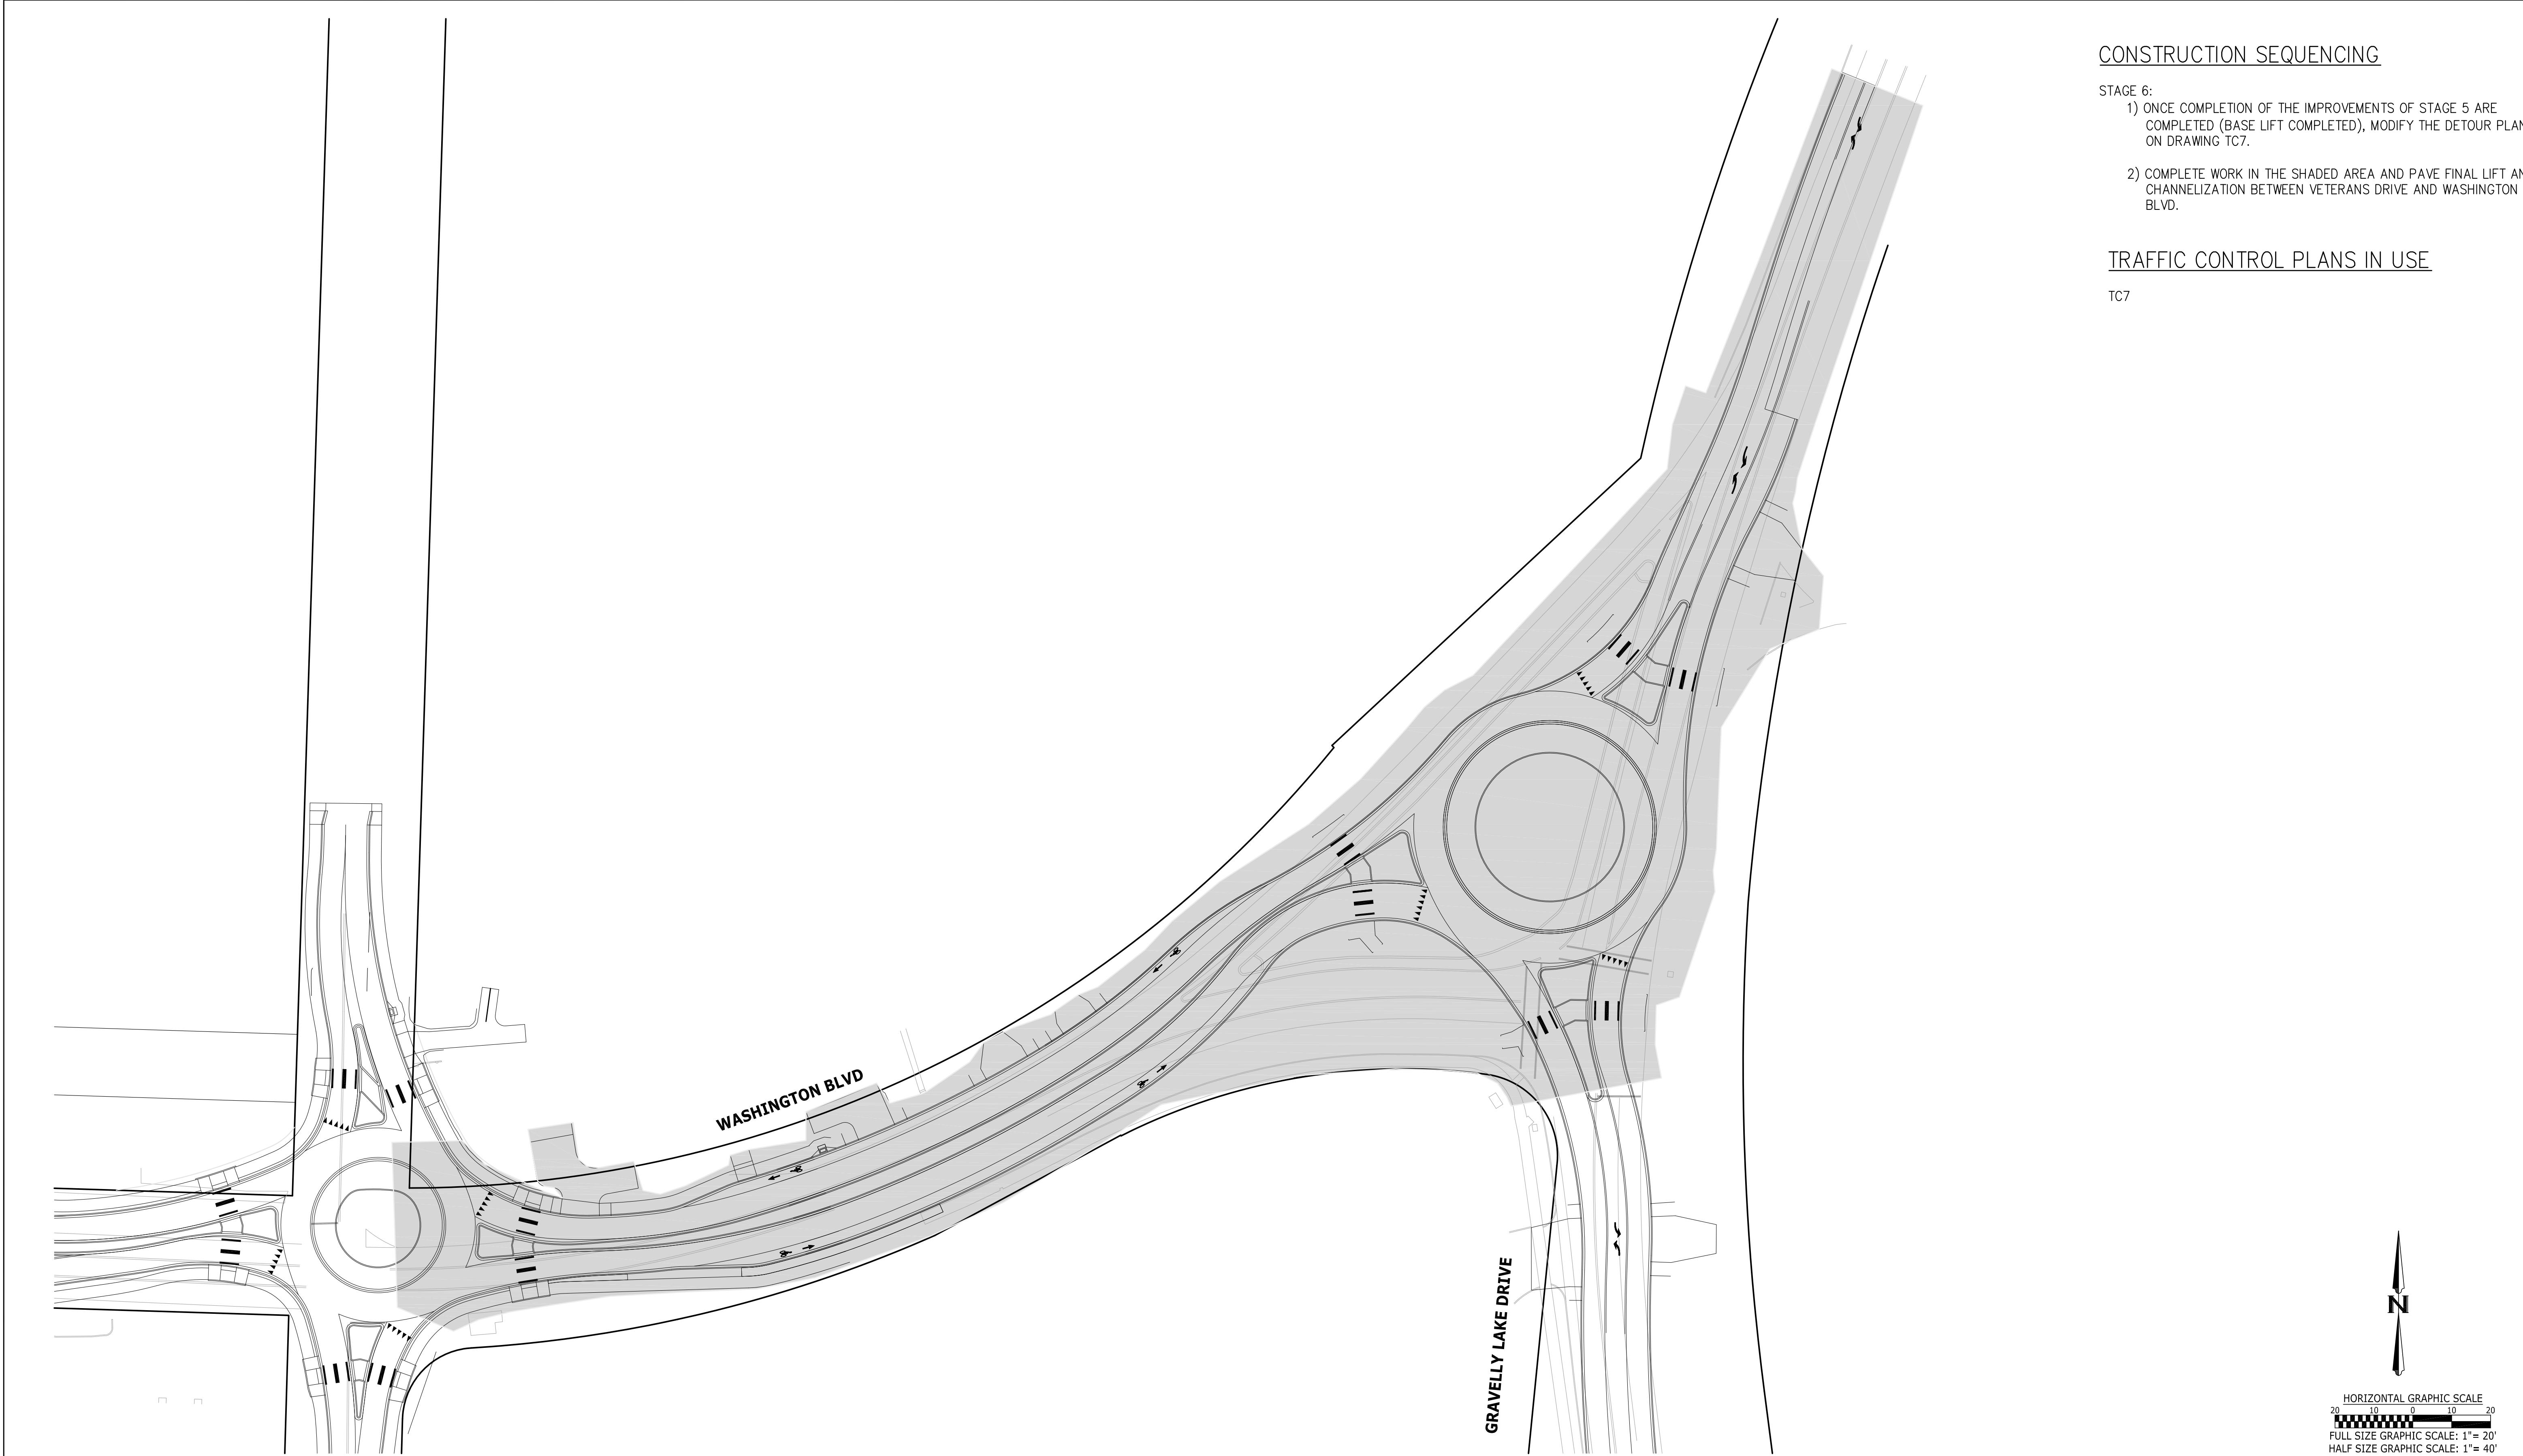 CONSTRUCTION SEQUENCING
STAGE 6:
1) ONCE COMPLETION OF THE IMPROVEMENTS OF STAGE 5 ARE
COMPLETED (BASE LIFT COMPLETED), MODIFY THE DETOUR PLAN
ON DRAWING TC7.
2) COMPLETE WORK IN THE SHADED AREA AND PAVE FINAL LIFT
CHANNELIZATION BETWEEN VETERANS DRIVE AND WASHINGTON
BLVD.
TRAFFIC CONTROL PLANS IN USE
TC7
WASHINGTON BLVD
GRAVELLY LAKE DRIVE
N
HORIZONTAL GRAPHIC SCALE
20 10 0 10 20
FULL SIZE GRAPHIC SCALE: 1"= 20'
HALF SIZE GRAPHIC SCALE: 1"= 40'